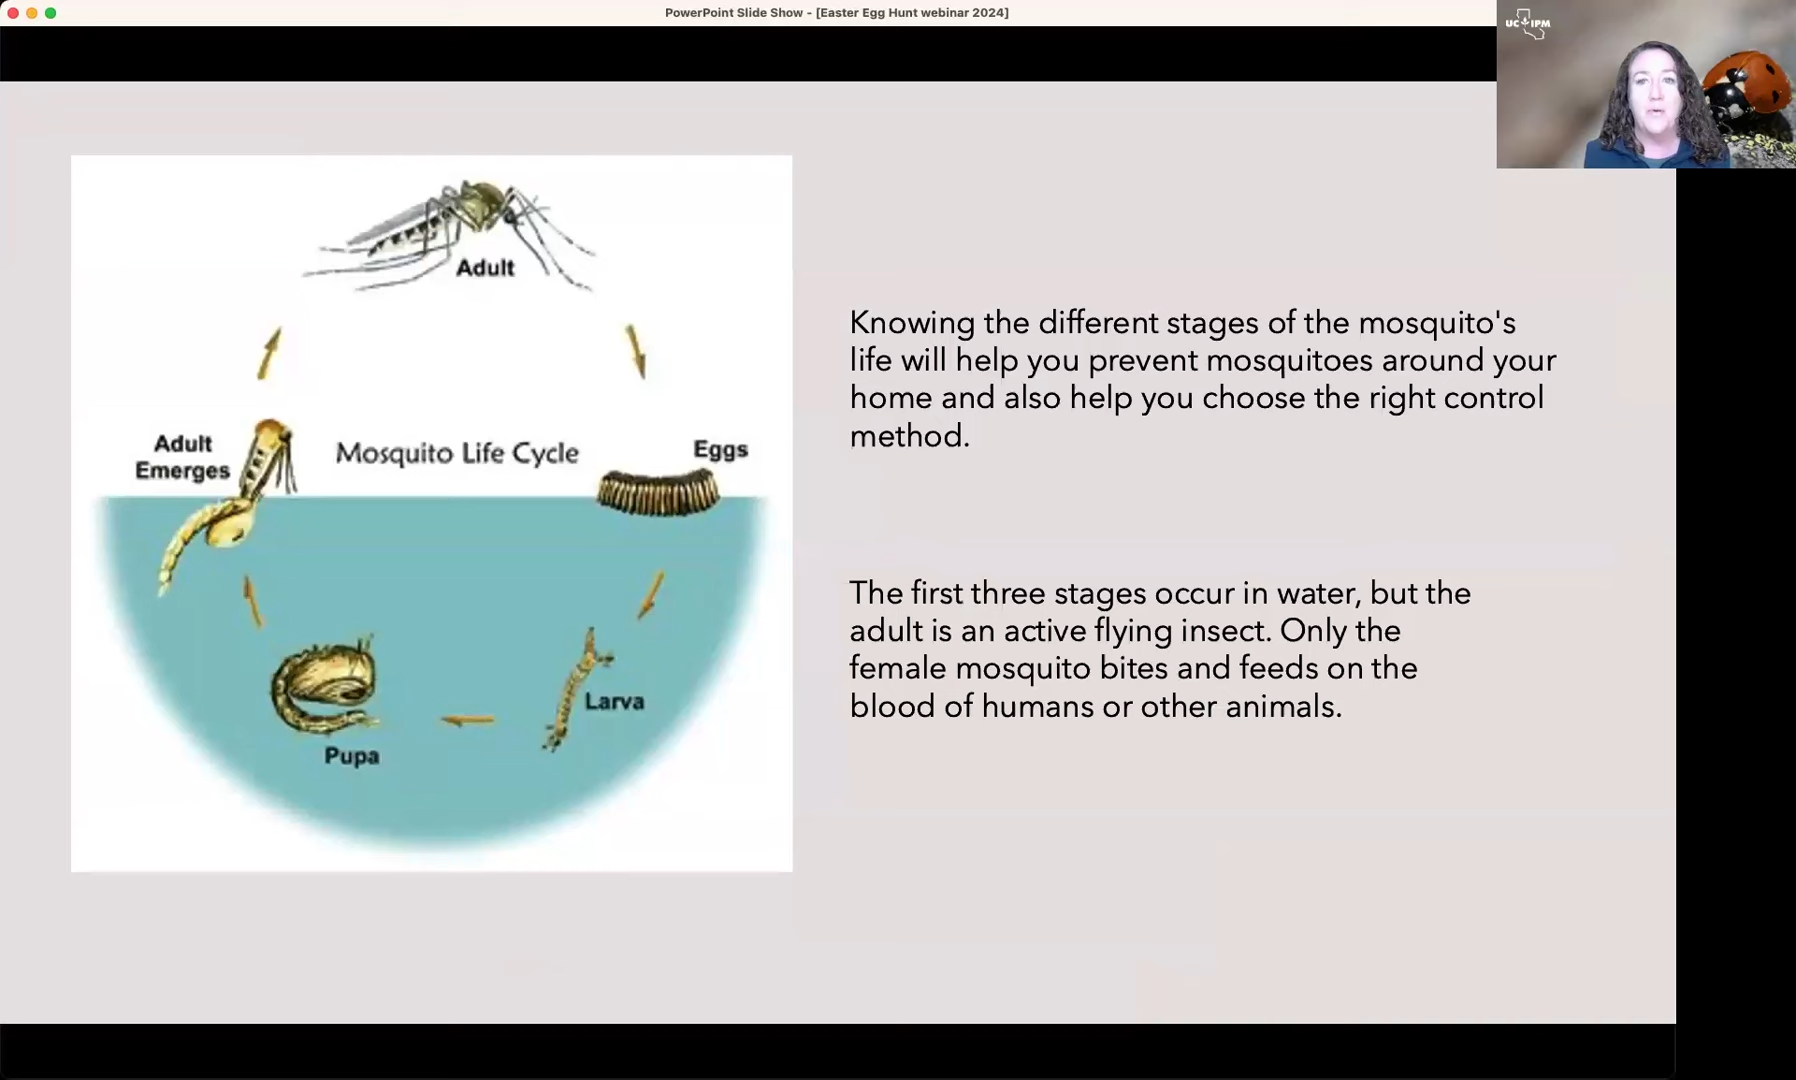 PowerPoint Slide Show - [Easter Egg Hunt webinar 2024]
UC IPM
Adult
Adult
Emerges
Mosquito Life Cycle
Eggs
Larva
Pupa
Knowing the different stages of the mosquito's
life will help you prevent mosquitoes around your
home and also help you choose the right control
method.
The first three stages occur in water, but the
adult is an active flying insect. Only the
female mosquito bites and feeds on the
blood of humans or other animals.